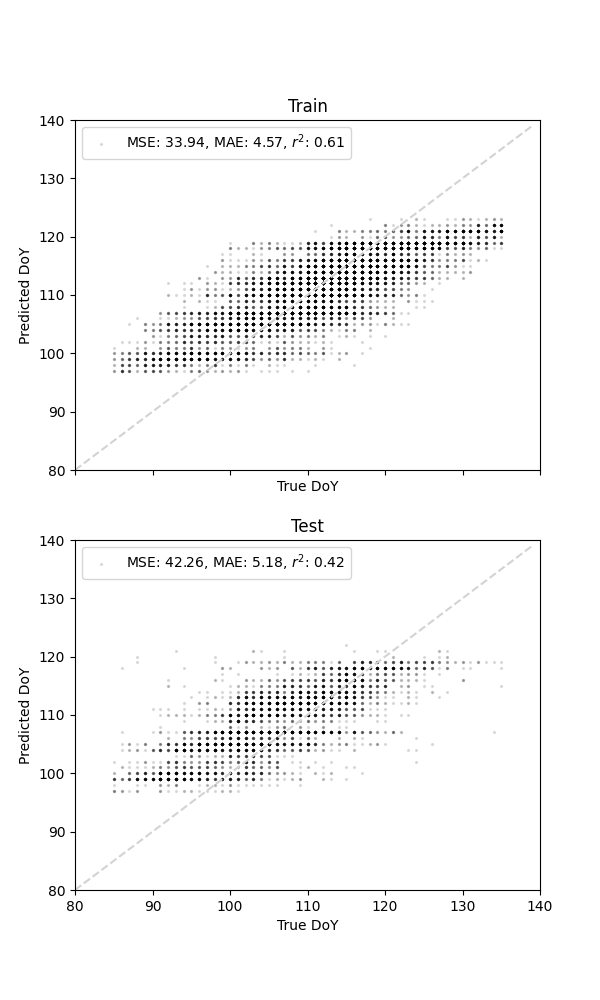 Train
MSE: 33.94, MAE: 4.57, r²: 0.61
140
130
120
110
100
90
80
Predicted DoY
True DoY
Test
MSE: 42.26, MAE: 5.18, r²: 0.42
140
130
120
110
100
90
80
Predicted DoY
80 90 100 110 120 130 140
True DoY